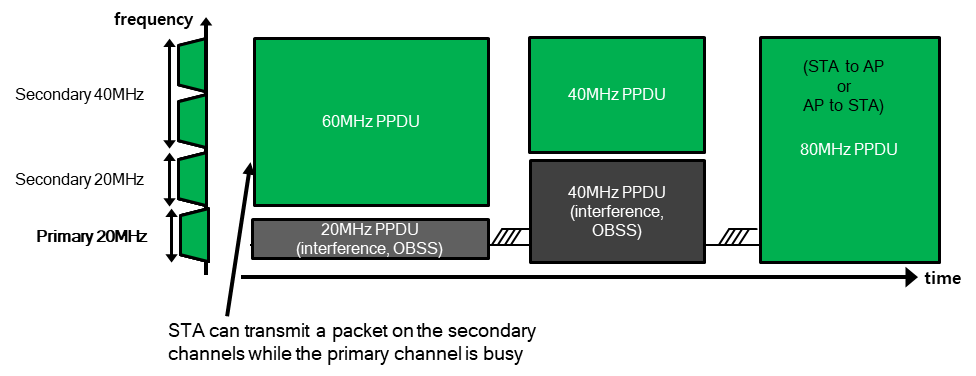 frequency
Secondary 40MHz
Secondary 20MHz
Primary 20MHz
60MHz PPDU
20MHz PPDU
(interference, OBSS)
40MHz PPDU
40MHz PPDU
(interference,
OBSS)
(STA to AP
or
AP to STA)
80MHz PPDU
time
STA can transmit a packet on the secondary
channels while the primary channel is busy